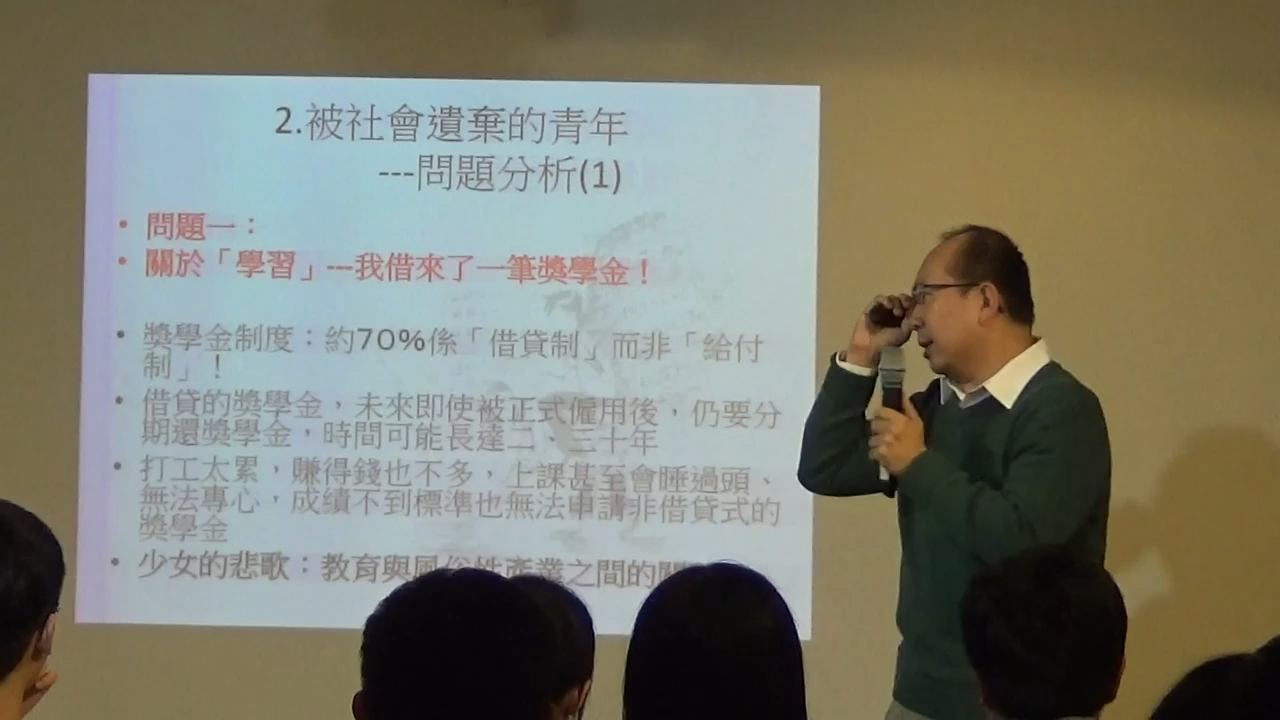 2.被社會遺棄的青年
---問題分析(1)
• 問題一：
• 關於「學習」---我借來了一筆獎學金！
• 獎學金制度：約70%係「借貸制」而非「給付
制」！
• 借貸的獎學金，未來即使被正式僱用後，仍要分
期還獎學金，時間可能長達二、三十年
• 打工太累，賺得錢也不多，上課甚至會睡過頭、
無法專心，成績不到標準也無法申請非借貸式的
獎學金
• 少女的悲歌：教育與風俗性產業之間的關